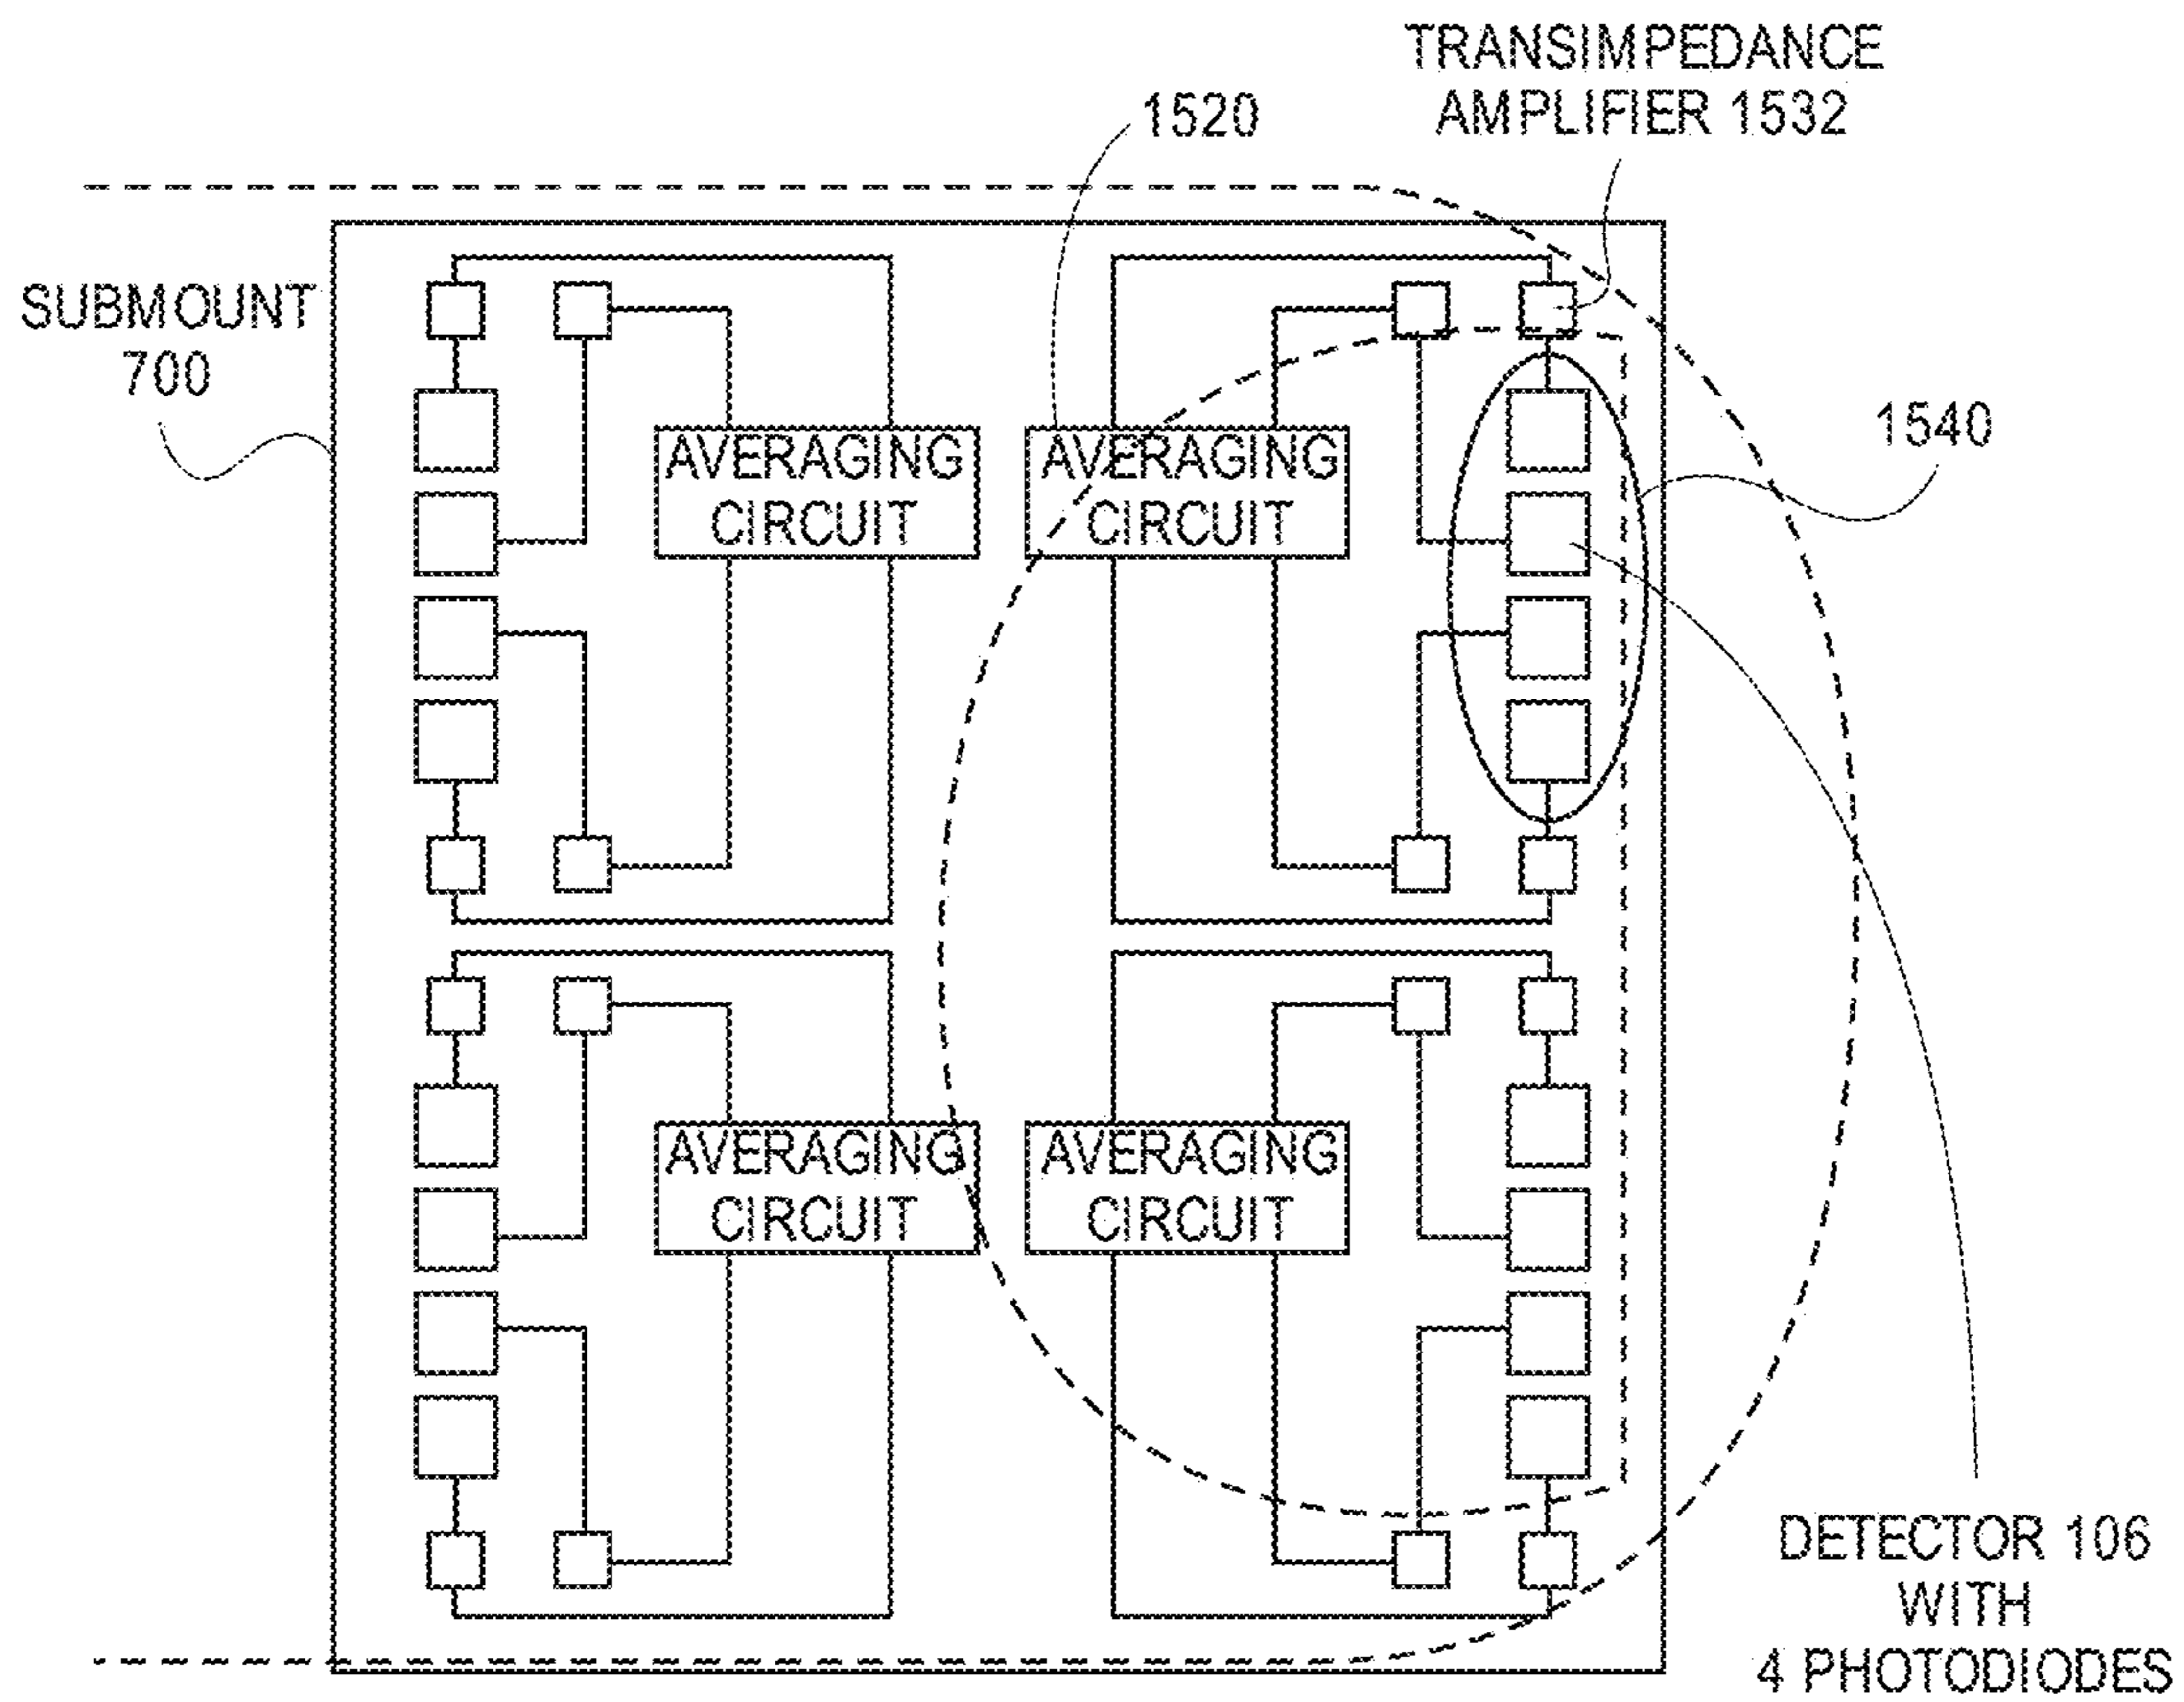 TRANSIMPEDANCE
AMPLIFIER 1532
1520
SUBMOUNT
700
1540
AVERAGING
CIRCUIT
AVERAGING
CIRCUIT
AVERAGING
CIRCUIT
AVERAGING
CIRCUIT
DETECTOR 106
WITH
4 PHOTODIODES